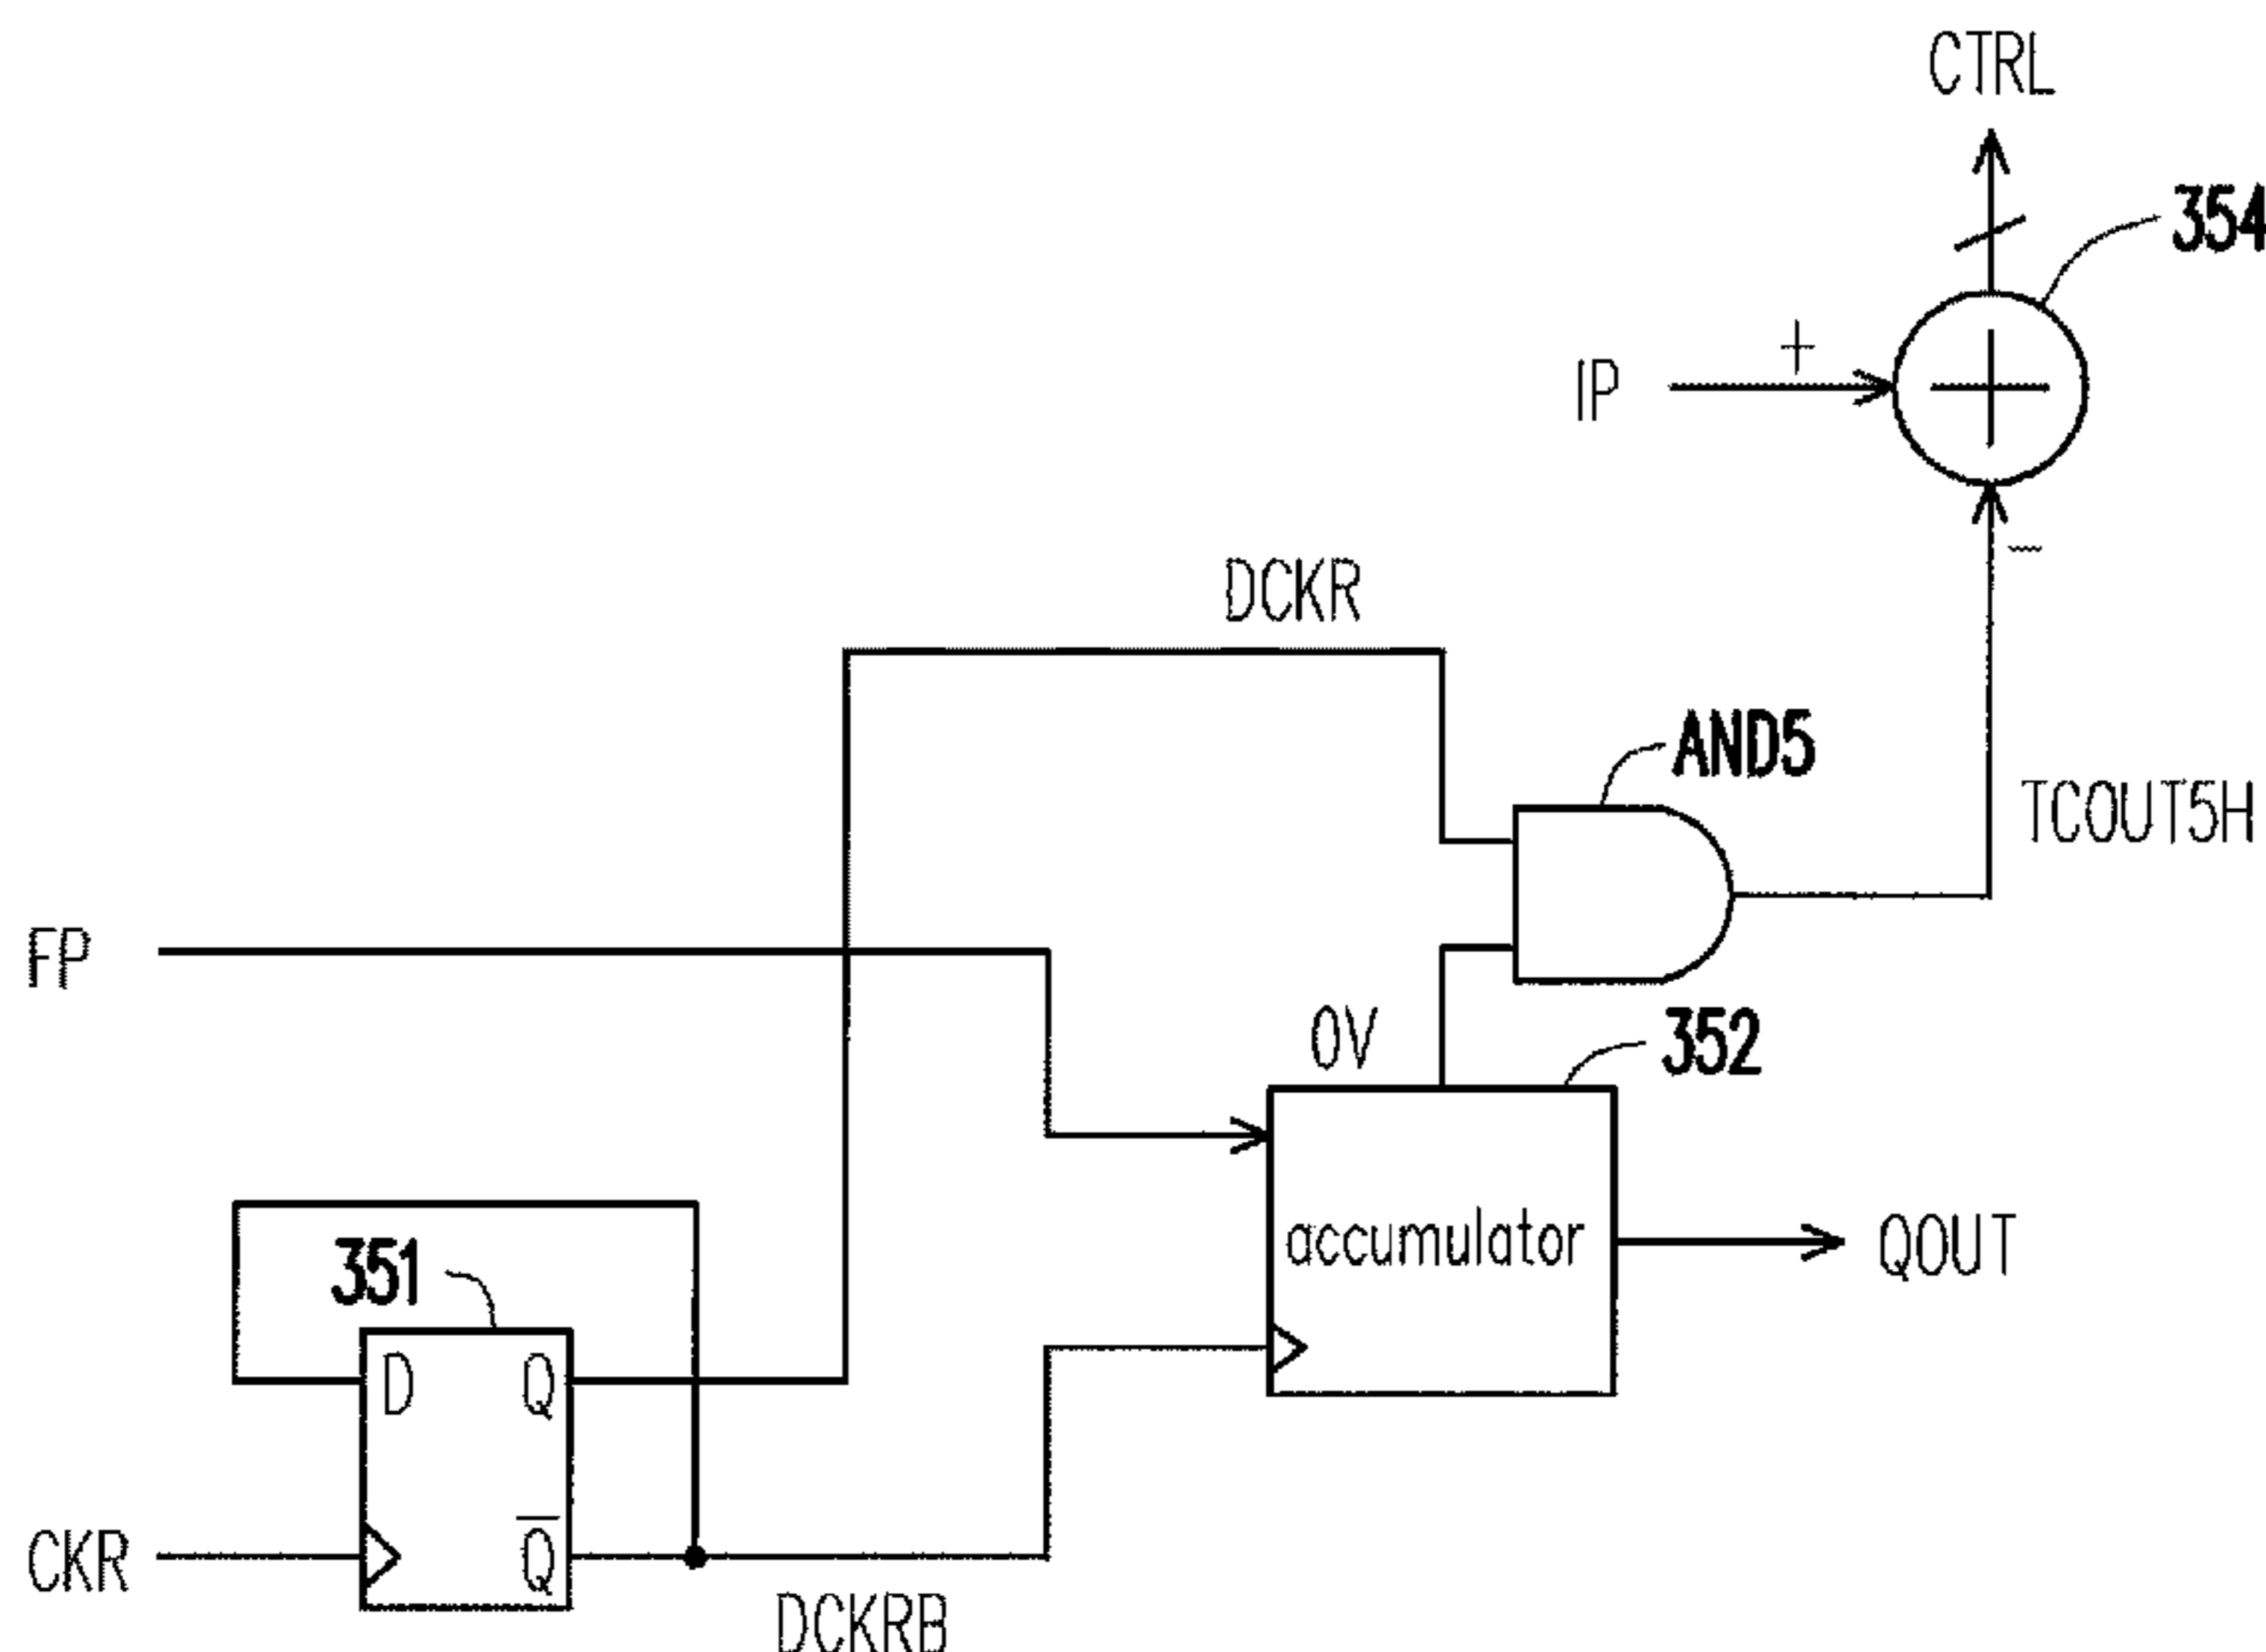 CTRL
354
+
IP
-
DCKR
AND5
TCOUT5H
FP
OV
352
accumulator
QOUT
351
D Q
CKR
Q
DCKRB